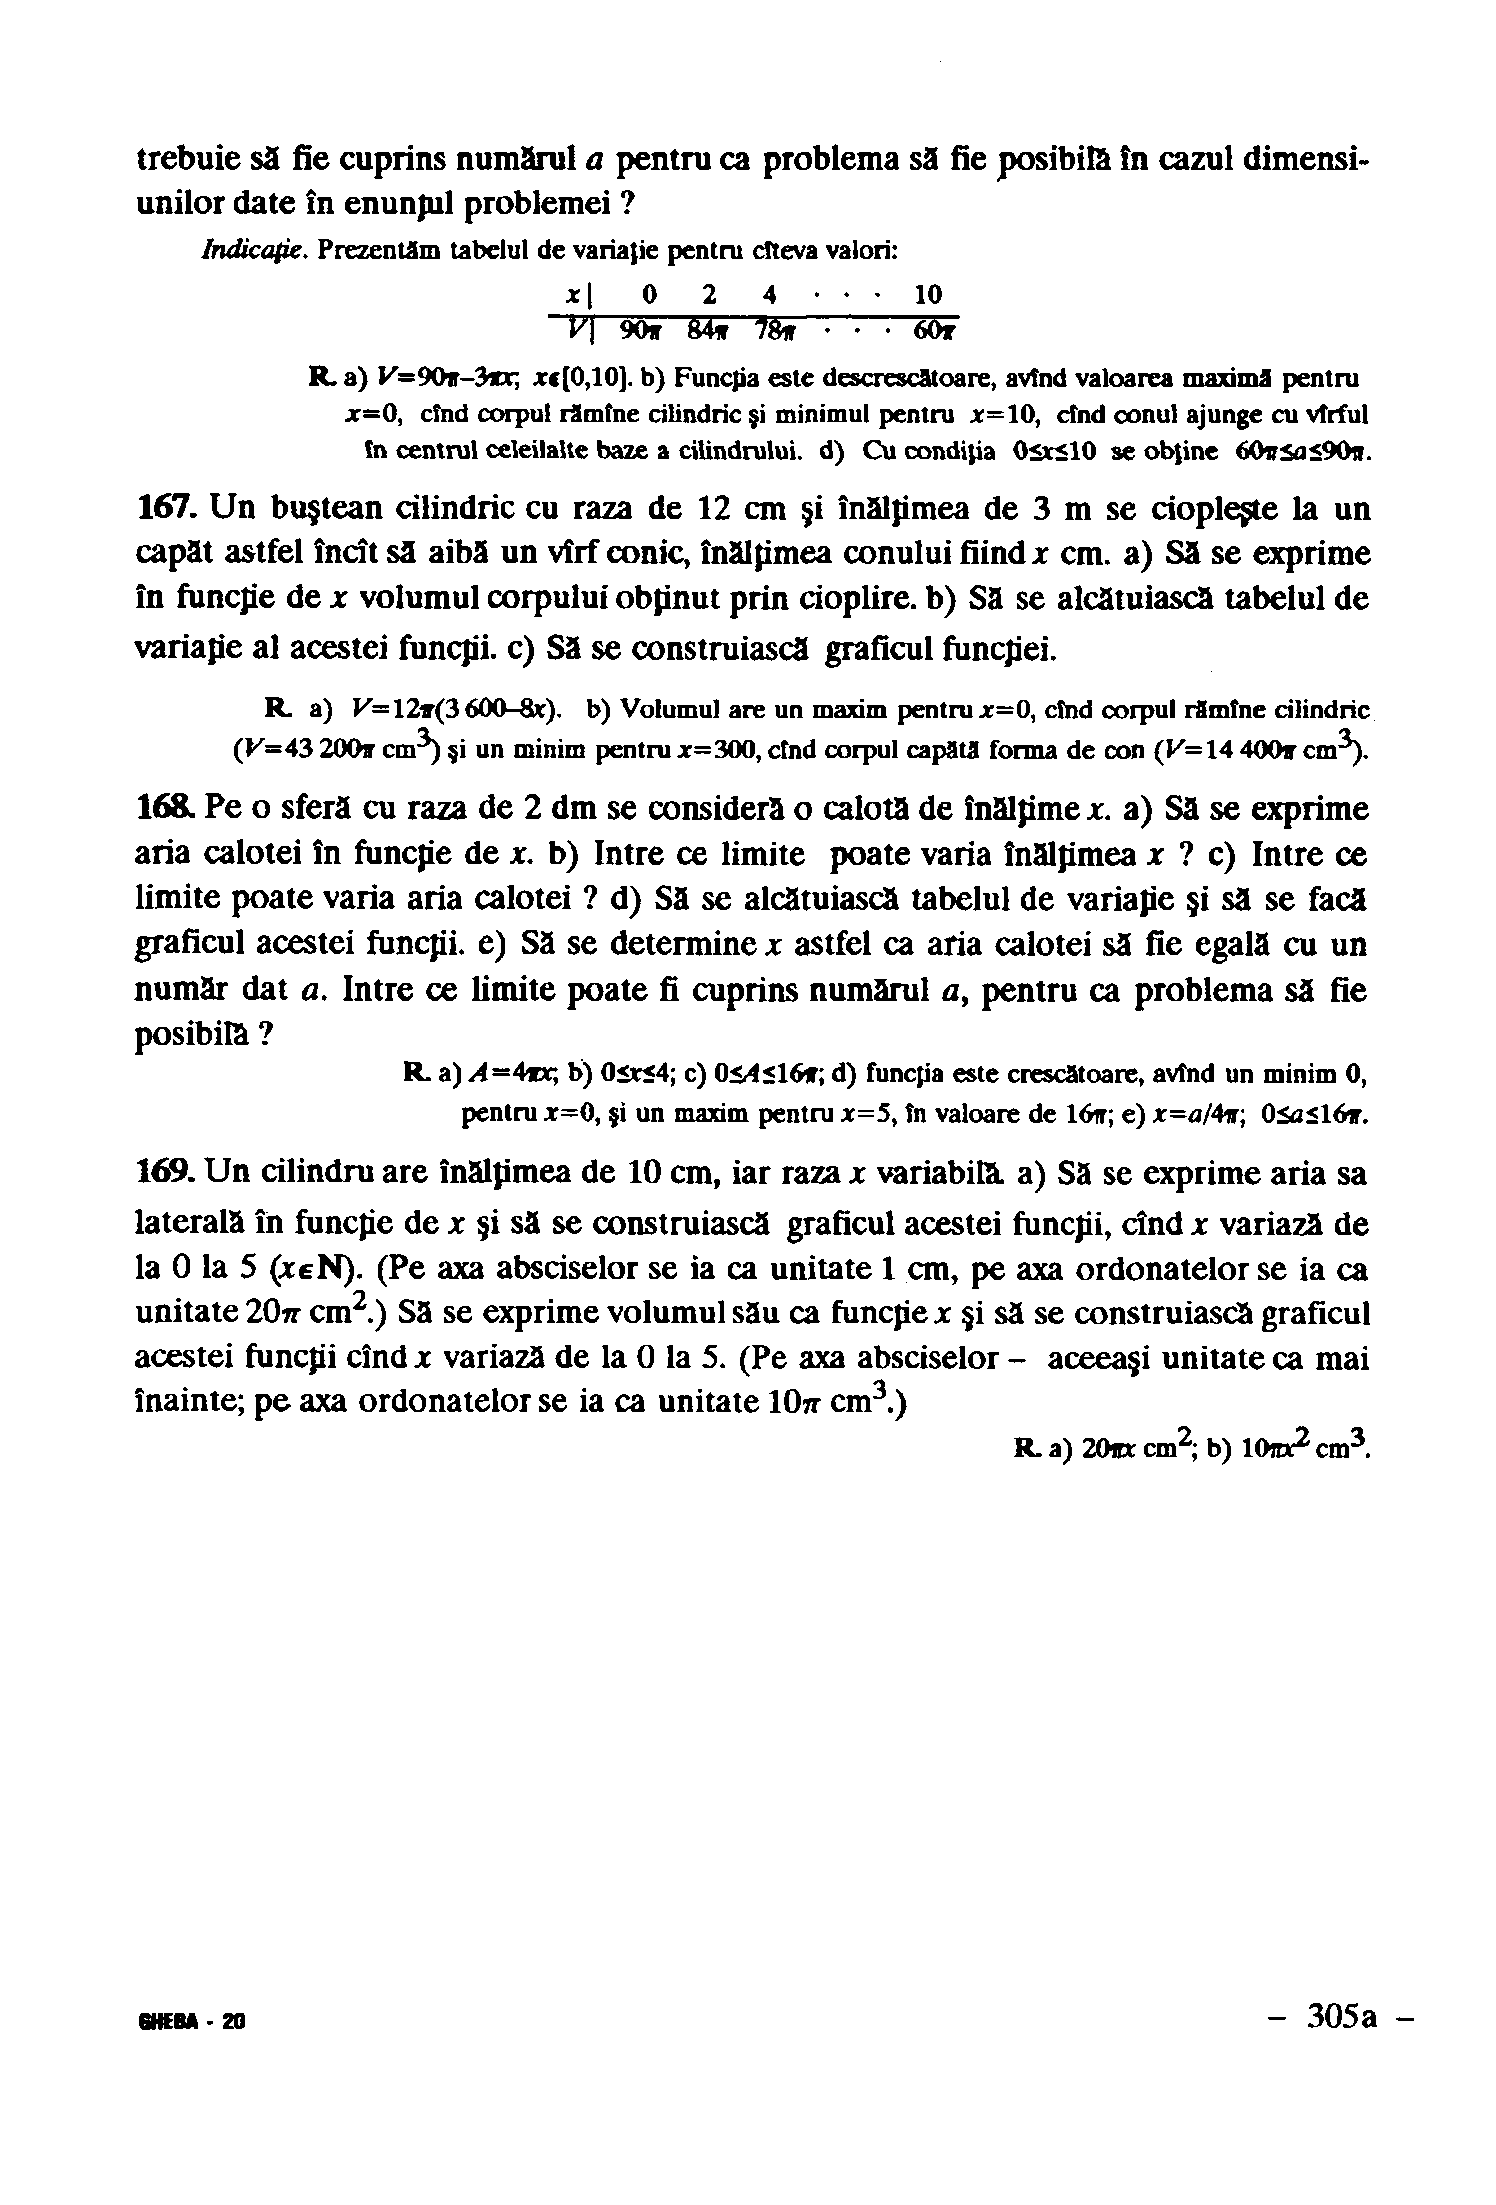 trebuie să fie cuprins numărul a pentru ca problema să fie posibilă în cazul dimensi-
unilor date în enunţul problemei ?
Indicaţie. Prezentăm tabelul de variaţie pentru cîteva valori:
x| 0 2 4 · · · 10
V| 90π 84π 78π · · · 60π
R. a) V=90π–3πx; x∈[0,10]. b) Funcţia este descrescătoare, avînd valoarea maximă pentru
x=0, cînd corpul rămîne cilindric şi minimul pentru x=10, cînd conul ajunge cu vîrful
în centrul celeilalte baze a cilindrului. d) Cu condiţia 0≤x≤10 se obţine 60π≤a≤90π.
167. Un buştean cilindric cu raza de 12 cm şi înălţimea de 3 m se ciopleşte la un
capăt astfel încît să aibă un vîrf conic, înălţimea conului fiind x cm. a) Să se exprime
în funcţie de x volumul corpului obţinut prin cioplire. b) Să se alcătuiască tabelul de
variaţie al acestei funcţii. c) Să se construiască graficul funcţiei.
R. a) V=12π(3 600–8x). b) Volumul are un maxim pentru x=0, cînd corpul rămîne cilindric
(V=43 200π cm³) şi un minim pentru x=300, cînd corpul capătă forma de con (V=14 400π cm³).
168. Pe o sferă cu raza de 2 dm se consideră o calotă de înălţime x. a) Să se exprime
aria calotei în funcţie de x. b) Intre ce limite poate varia înălţimea x ? c) Intre ce
limite poate varia aria calotei ? d) Să se alcătuiască tabelul de variaţie şi să se facă
graficul acestei funcţii. e) Să se determine x astfel ca aria calotei să fie egală cu un
număr dat a. Intre ce limite poate fi cuprins numărul a, pentru ca problema să fie
posibilă ?
R. a) A=4πx; b) 0≤x≤4; c) 0≤A≤16π; d) funcţia este crescătoare, avînd un minim 0,
pentru x=0, şi un maxim pentru x=5, în valoare de 16π; e) x=a/4π; 0≤a≤16π.
169. Un cilindru are înălţimea de 10 cm, iar raza x variabilă. a) Să se exprime aria sa
laterală în funcţie de x şi să se construiască graficul acestei funcţii, cînd x variază de
la 0 la 5 (x∈N). (Pe axa absciselor se ia ca unitate 1 cm, pe axa ordonatelor se ia ca
unitate 20π cm².) Să se exprime volumul său ca funcţie x şi să se construiască graficul
acestei funcţii cînd x variază de la 0 la 5. (Pe axa absciselor – aceeaşi unitate ca mai
înainte; pe axa ordonatelor se ia ca unitate 10π cm³.)
R. a) 20πx cm²; b) 10πx² cm³.
GHEBA - 20
– 305a –